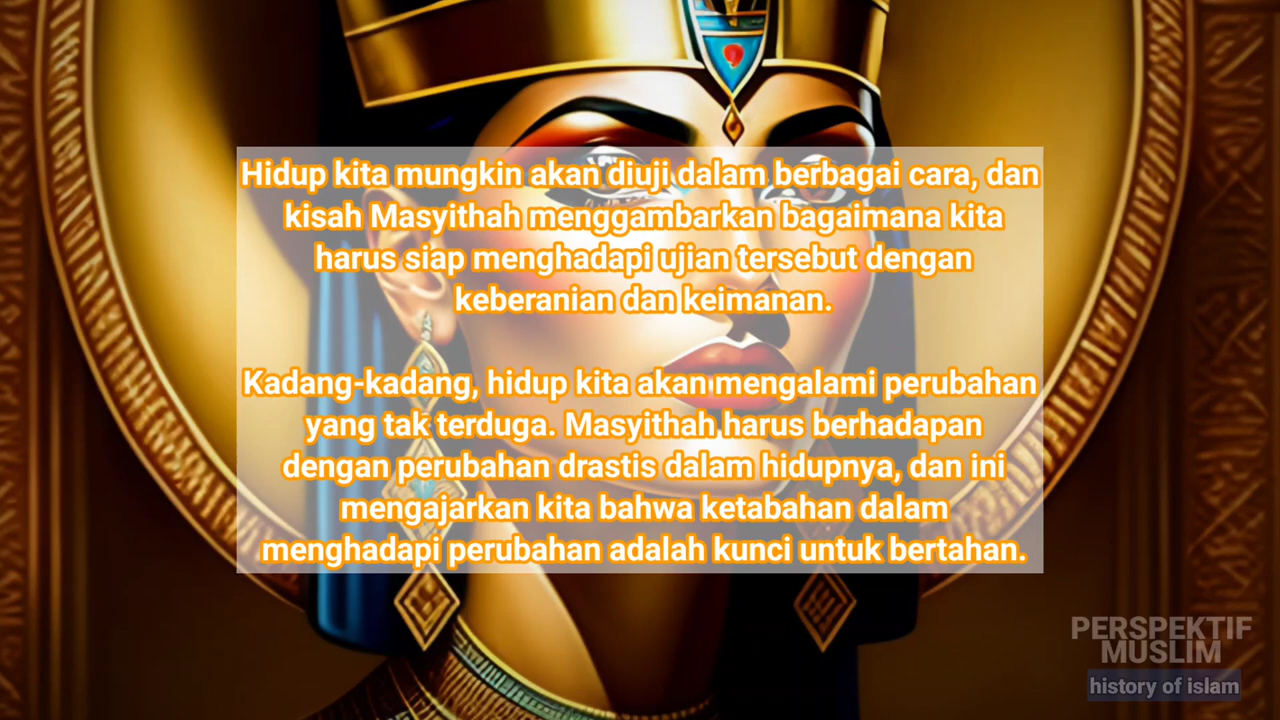 Hidup kita mungkin akan diuji dalam berbagai cara, dan
kisah Masyithah menggambarkan bagaimana kita
harus siap menghadapi ujian tersebut dengan
keberanian dan keimanan.
Kadang-kadang, hidup kita akan mengalami perubahan
yang tak terduga. Masyithah harus berhadapan
dengan perubahan drastis dalam hidupnya, dan ini
mengajarkan kita bahwa ketabahan dalam
menghadapi perubahan adalah kunci untuk bertahan.
PERSPEKTIF
MUSLIM
history of islam